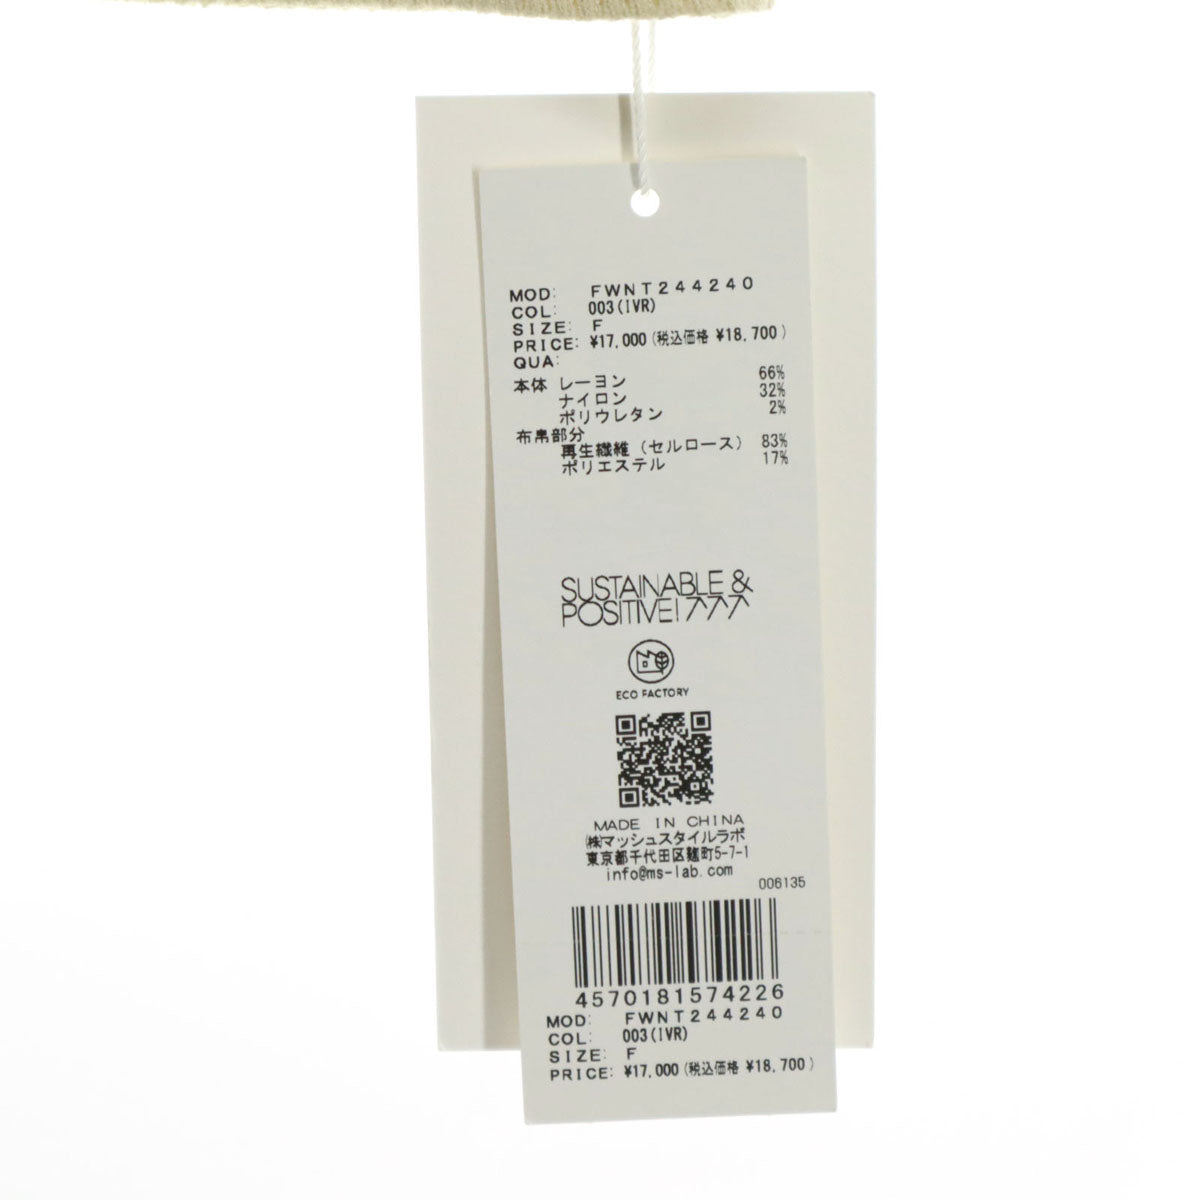 MOD: FWNT244240
COL: 003(IVR)
SIZE: F
PRICE: ¥17,000(税込価格 ¥18,700)
QUA:
本体 レーヨン 66%
ナイロン 32%
ポリウレタン 2%
布帛部分
再生繊維(セルロース) 83%
ポリエステル 17%
SUSTAINABLE &
POSITIVE!
ECO FACTORY
MADE IN CHINA
㈱マッシュスタイルラボ
東京都千代田区麹町5-7-1
info@ms-lab.com
006135
4570181574226
MOD: FWNT244240
COL: 003(IVR)
SIZE: F
PRICE: ¥17,000(税込価格 ¥18,700)